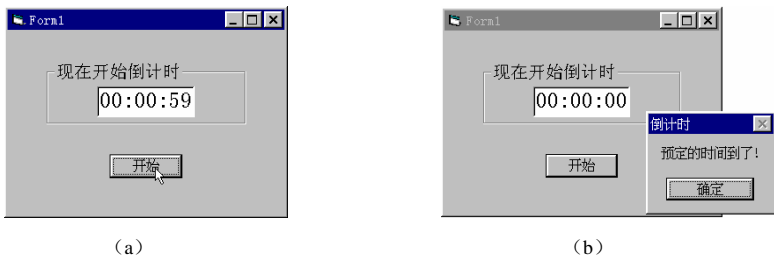 Form1
现在开始倒计时
00:00:59
开始
(a)
Form1
现在开始倒计时
00:00:00
开始
倒计时
预定的时间到了!
确定
(b)